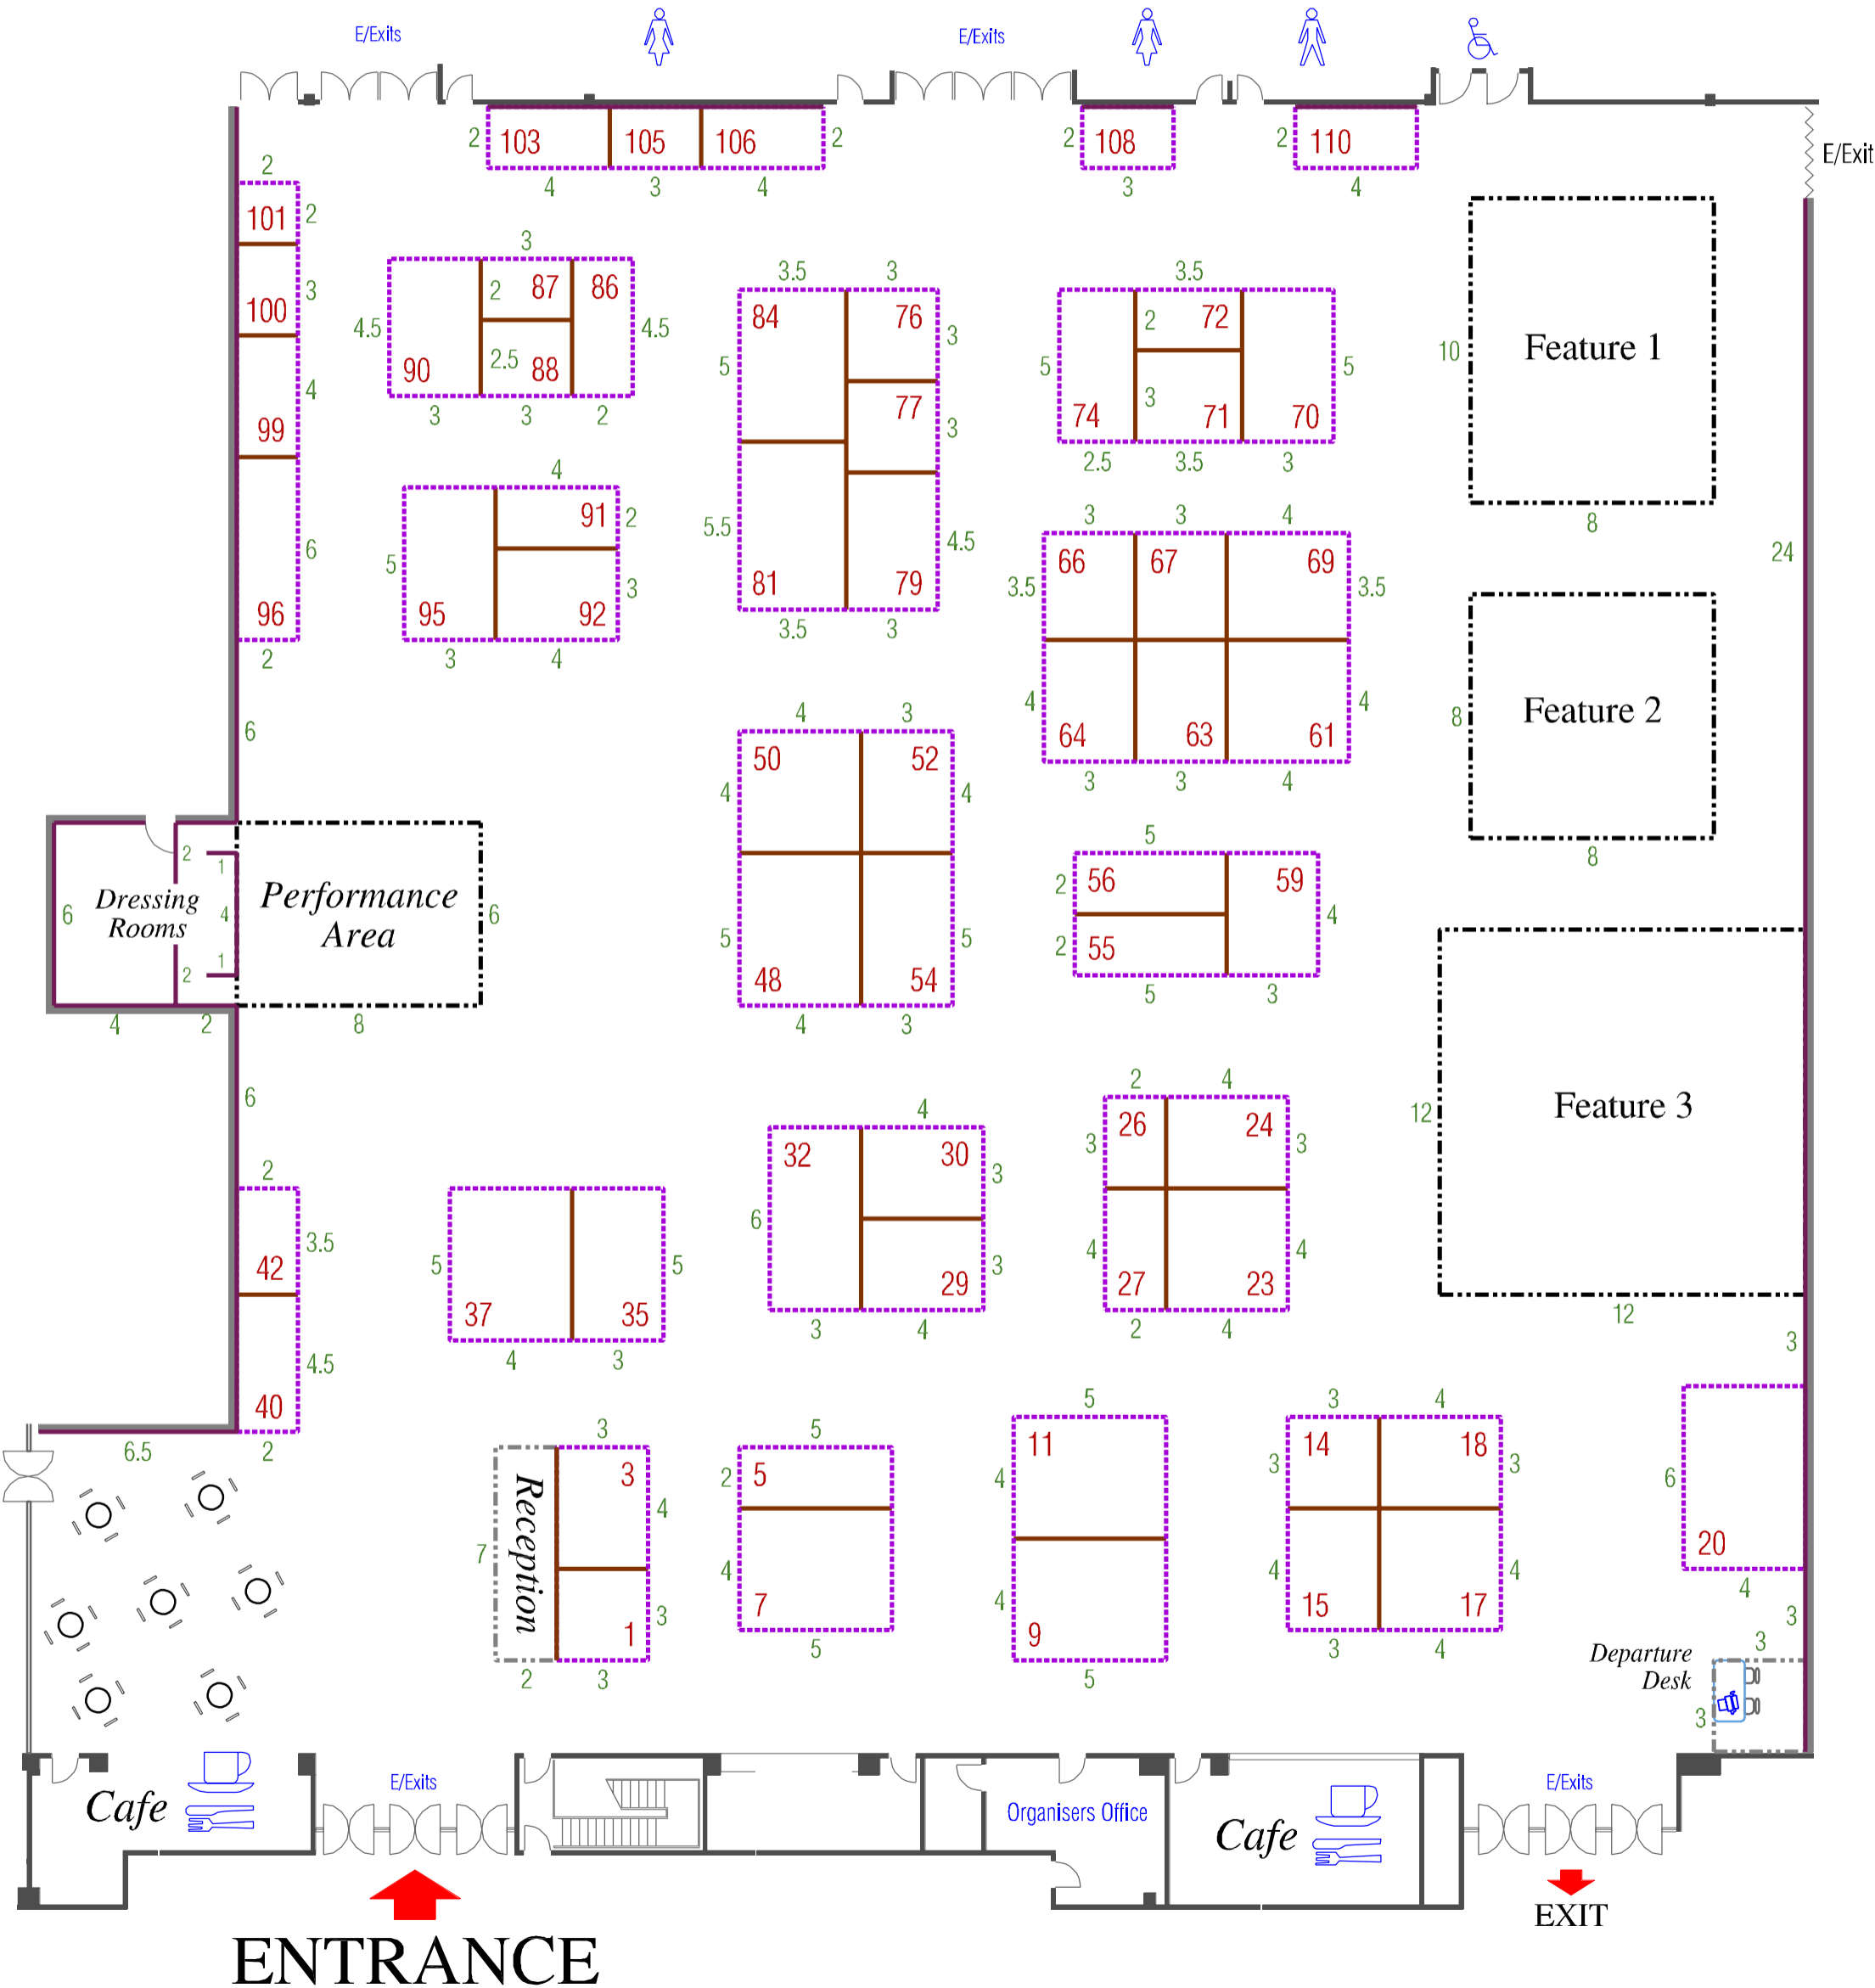 E/Exits
E/Exits
2 103 105 106 2
2 108
2 110
4 3 4
3
4
E/Exit
2
101 2
100 3
99 4
96 6
2
3
2 87 86
4.5 90 2.5 88 4.5
3 3 2
3.5 3
84 76 3
5
77 3
5.5 4.5
81 79
3.5 3
3.5
2 72
5 3 5
74 71 70
2.5 3.5 3
10 Feature 1
8
24
4
91 2
5
95 92 3
3 4
3 3 4
66 67 69
3.5 3.5
4 4
64 63 61
3 3 4
8 Feature 2
8
6
4 3
50 52
4 4
5 5
48 54
4 3
5
2 56 59
4
2 55
5 3
2 1
6 Dressing
Rooms
4
2 1
4 2
Performance
Area
6
8
6
12 Feature 3
12
3
2
3.5
42
4.5
40
6.5 2
5 5
37 35
4 3
4
32 30 3
6
29 3
3 4
2 4
26 24
3 3
4 4
27 23
2 4
3
7 Reception 3 4
1 3
2 3
5
2 5
4
7
5
5
11
4
4
9
5
3 4
14 18
3 3
4 4
15 17
3 4
6
20
4
3
3
Departure
Desk
3
Cafe
E/Exits
Organisers Office
Cafe
E/Exits
EXIT
ENTRANCE